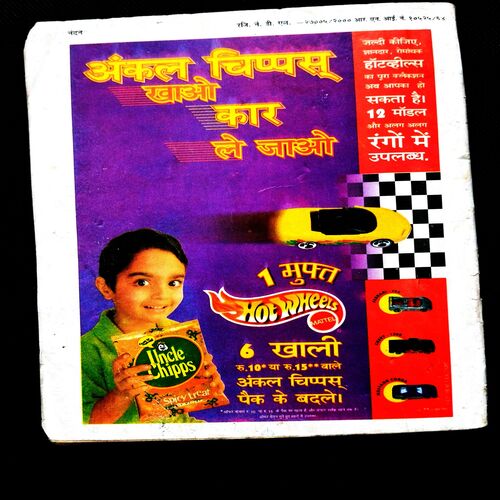 नंदन
अंकल चिप्पस्
खाओ
कार
ले जाओ
जल्दी कीजिए,
शानदार, रोमांचक
हॉटव्हील्स
का पूरा कलैक्शन
अब आपका हो
सकता है।
12 मॉडल
और अलग अलग
रंगों में
उपलब्ध.
1 मुफ्त
HOT WHEELS
MATTEL
6 खाली
रु.10* या रु.15** वाले
अंकल चिप्पस्
पैक के बदले।
Uncle
Chipps
Spicy Treat